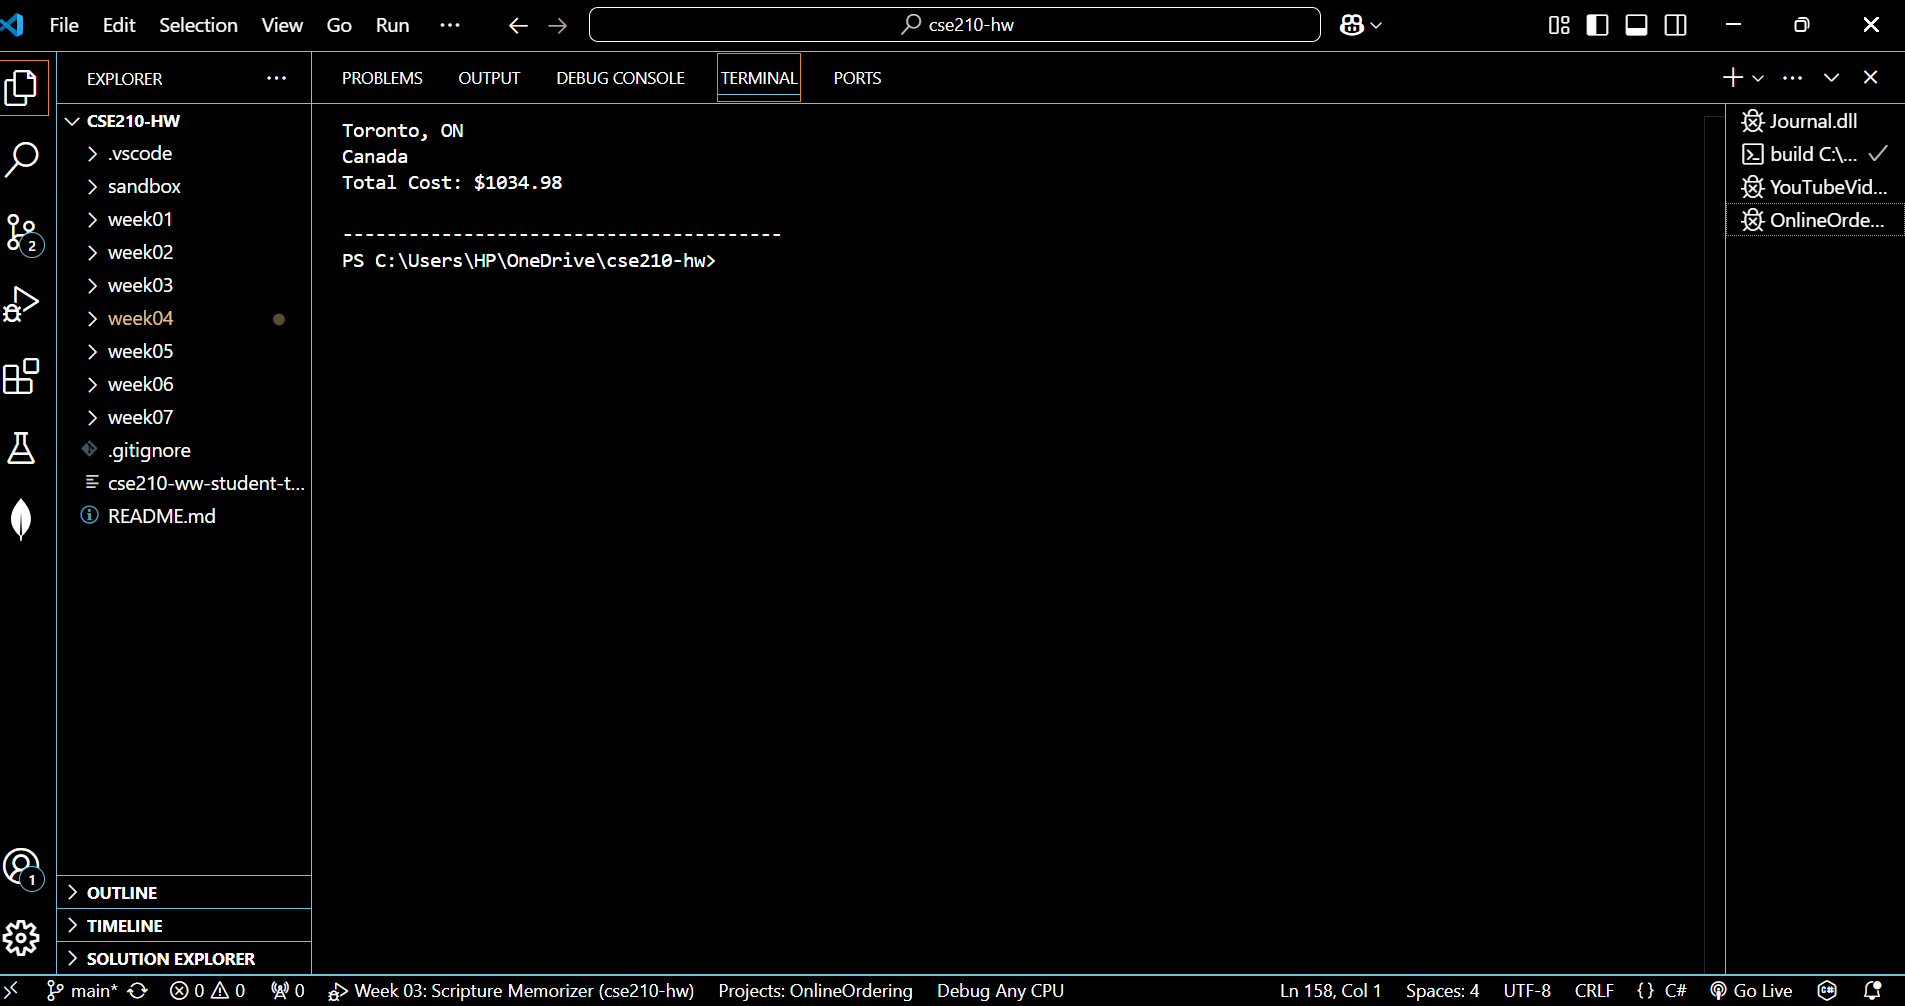 File Edit Selection View Go Run ··· cse210-hw
EXPLORER ···
CSE210-HW
.vscode
sandbox
week01
week02
week03
week04
week05
week06
week07
.gitignore
cse210-ww-student-t...
README.md
OUTLINE
TIMELINE
SOLUTION EXPLORER
PROBLEMS OUTPUT DEBUG CONSOLE TERMINAL PORTS
Toronto, ON
Canada
Total Cost: $1034.98
----------------------------------------
PS C:\Users\HP\OneDrive\cse210-hw>
Journal.dll
build C:\...
YouTubeVid...
OnlineOrde...
2
1
main* 0 0 0 Week 03: Scripture Memorizer (cse210-hw) Projects: OnlineOrdering Debug Any CPU Ln 158, Col 1 Spaces: 4 UTF-8 CRLF {} C# Go Live